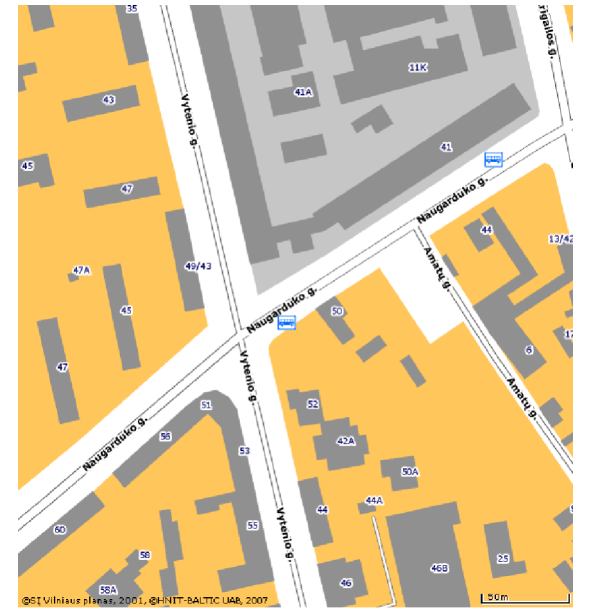 35
Vytenio g.
43
45
47
47A
49/43
45
47
41A
11K
41
Naugarduko g.
44
13/42
Amatų g.
6
Amatų g.
Naugarduko g.
50
Vytenio g.
52
42A
50A
44A
44
46
46B
25
Naugarduko g.
56
51
53
55
60
58
58A
Vytenio g.
50m
©SĮ Vilniaus planas, 2001, ©HNIT-BALTIC UAB, 2007